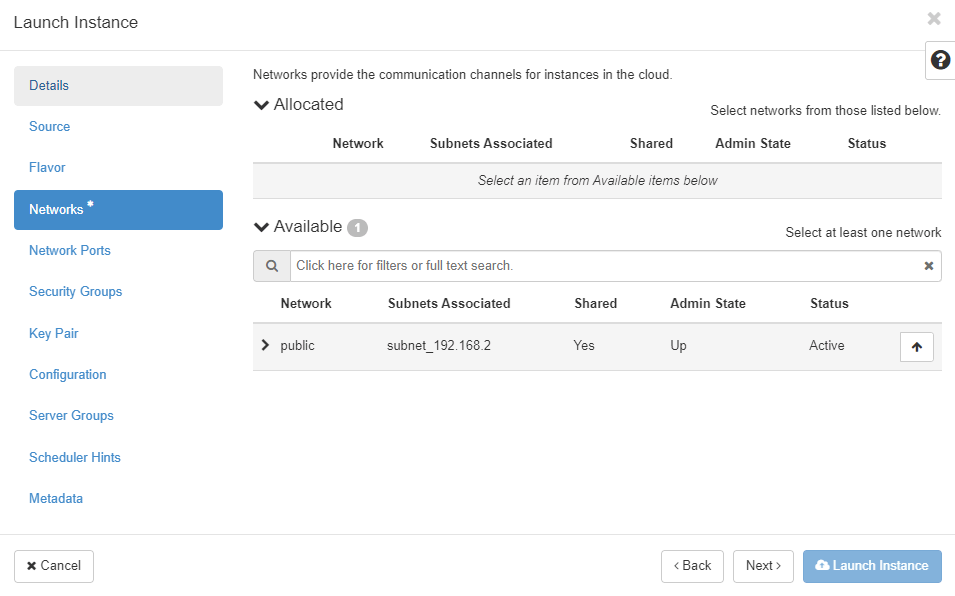 Launch Instance
Details
Source
Flavor
Networks *
Network Ports
Security Groups
Key Pair
Configuration
Server Groups
Scheduler Hints
Metadata
Networks provide the communication channels for instances in the cloud.
Allocated
Select networks from those listed below.
Network Subnets Associated Shared Admin State Status
Select an item from Available items below
Available 1
Select at least one network
Click here for filters or full text search.
Network Subnets Associated Shared Admin State Status
public subnet_192.168.2 Yes Up Active
Cancel
Back
Next
Launch Instance